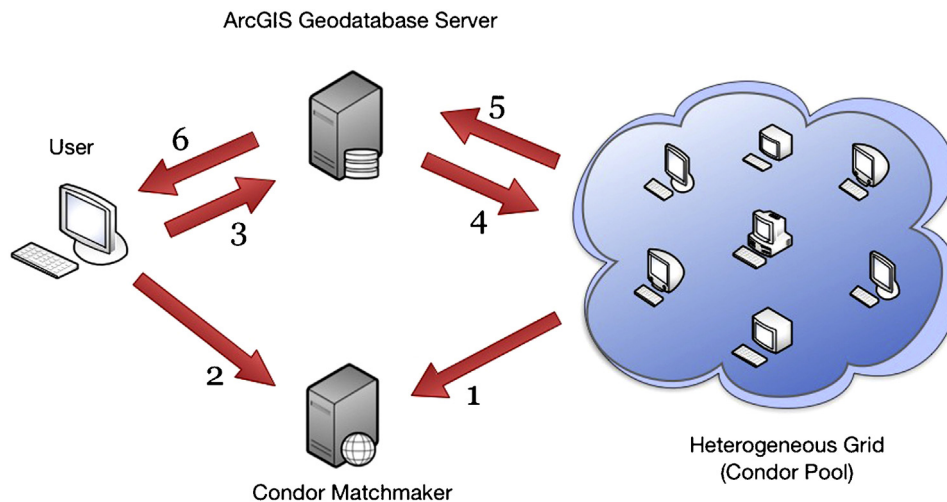 ArcGIS Geodatabase Server
User
6
5
3
4
2
1
Condor Matchmaker
Heterogeneous Grid
(Condor Pool)